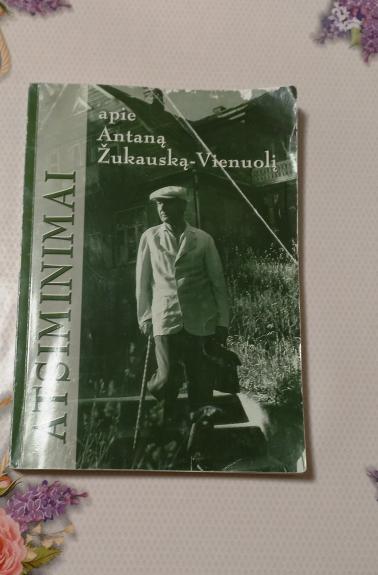 ATSIMINIMAI
apie
Antaną
Žukauską-Vienuolį